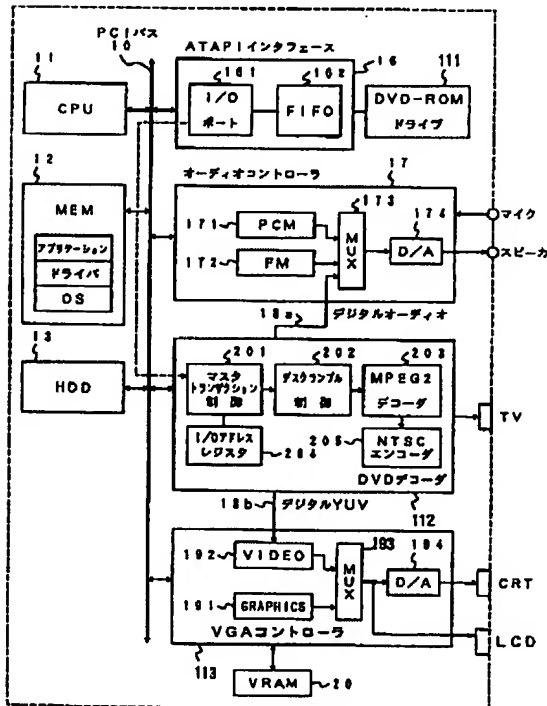 PCIバス
10
ATAPIインタフェース
11
CPU
161
I/O
ポート
162
FIFO
16
111
DVD-ROM
ドライブ
12
MEM
アプリケーション
ドライバ
OS
オーディオコントローラ
17
171
PCM
172
FM
173
MUX
174
D/A
マイク
スピーカ
18a
デジタルオーディオ
13
HDD
201
マスタ
トランザクション
制御
202
デスクランブル
制御
203
MPEG2
デコーダ
I/Oアドレス
レジスタ
204
205
NTSC
エンコーダ
DVDデコーダ
TV
18b
デジタルYUV
112
192
VIDEO
193
MUX
194
D/A
191
GRAPHICS
VGAコントローラ
CRT
LCD
113
VRAM
20